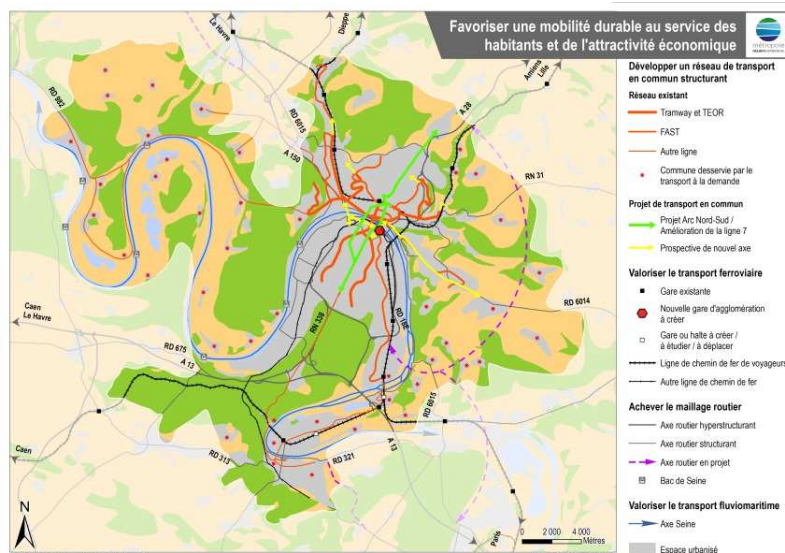 Favoriser une mobilité durable au service des
habitants et de l'attractivité économique
métropole
Développer un réseau de transport
en commun structurant
Réseau existant
Tramway et TEOR
FAST
Autre ligne
Commune desservie par le
transport à la demande
Projet de transport en commun
Projet Arc Nord-Sud /
Amélioration de la ligne 7
Prospective de nouvel axe
Valoriser le transport ferroviaire
Gare existante
Nouvelle gare d'agglomération
à créer
Gare ou halte à créer /
à étudier / à déplacer
Ligne de chemin de fer de voyageurs
Autre ligne de chemin de fer
Achever le maillage routier
Axe routier hyperstructurant
Axe routier structurant
Axe routier en projet
B
Bac de Seine
Valoriser le transport fluviomaritime
Axe Seine
Espace urbanisé
Le Havre
Dieppe
Amiens
Lille
RD 982
RD 6015
A 28
A 150
RN 31
Caen
Le Havre
RD 6014
RN 338
RD 18E
RD 675
A 13
RD 6015
A 13
Caen
RD 313
RD 321
Paris
N
0 2 000 4 000
Mètres